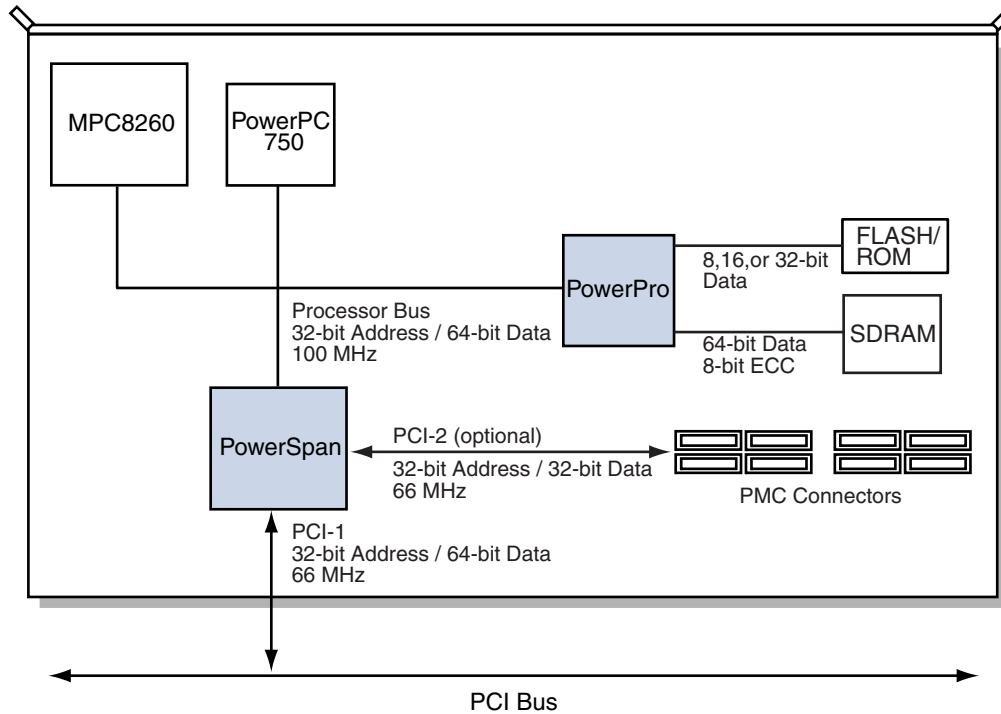 MPC8260
PowerPC
750
PowerPro
FLASH/
ROM
8,16,or 32-bit
Data
Processor Bus
32-bit Address / 64-bit Data
100 MHz
64-bit Data
8-bit ECC
SDRAM
PowerSpan
PCI-2 (optional)
32-bit Address / 32-bit Data
66 MHz
PMC Connectors
PCI-1
32-bit Address / 64-bit Data
66 MHz
PCI Bus